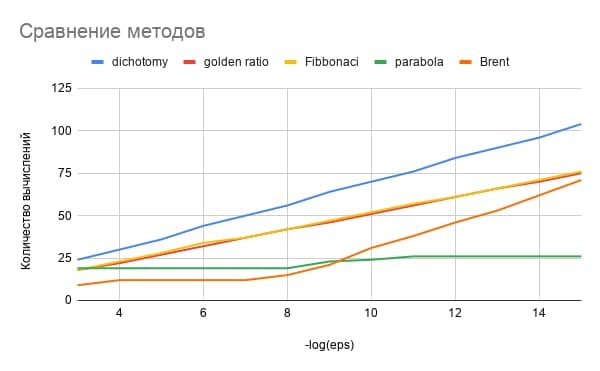 Сравнение методов
dichotomy golden ratio Fibbonaci parabola Brent
Количество вычислений
125
100
75
50
25
0
4 6 8 10 12 14
-log(eps)